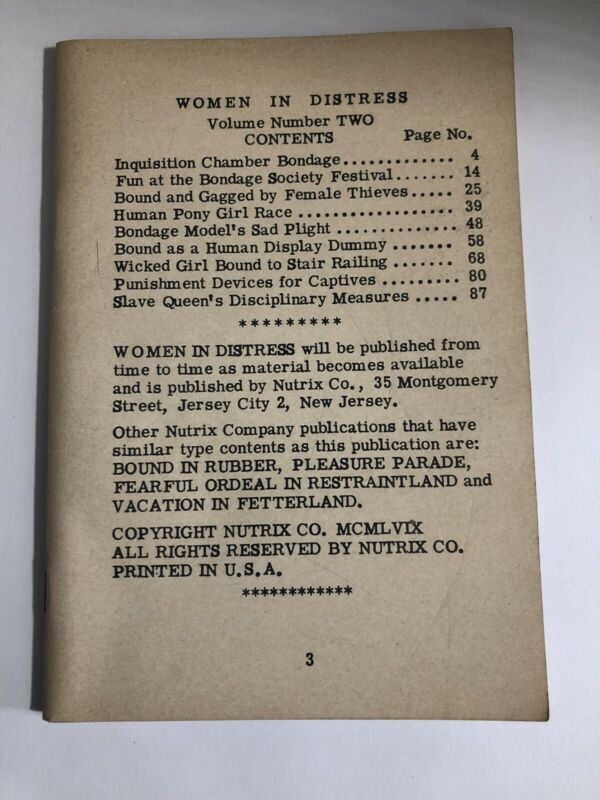 WOMEN IN DISTRESS
Volume Number TWO
CONTENTS Page No.
Inquisition Chamber Bondage............. 4
Fun at the Bondage Society Festival....... 14
Bound and Gagged by Female Thieves..... 25
Human Pony Girl Race ................. 39
Bondage Model's Sad Plight ............. 48
Bound as a Human Display Dummy ....... 58
Wicked Girl Bound to Stair Railing ....... 68
Punishment Devices for Captives ......... 80
Slave Queen's Disciplinary Measures ..... 87
*********
WOMEN IN DISTRESS will be published from
time to time as material becomes available
and is published by Nutrix Co., 35 Montgomery
Street, Jersey City 2, New Jersey.
Other Nutrix Company publications that have
similar type contents as this publication are:
BOUND IN RUBBER, PLEASURE PARADE,
FEARFUL ORDEAL IN RESTRAINTLAND and
VACATION IN FETTERLAND.
COPYRIGHT NUTRIX CO. MCMLVIX
ALL RIGHTS RESERVED BY NUTRIX CO.
PRINTED IN U.S.A.
************
3